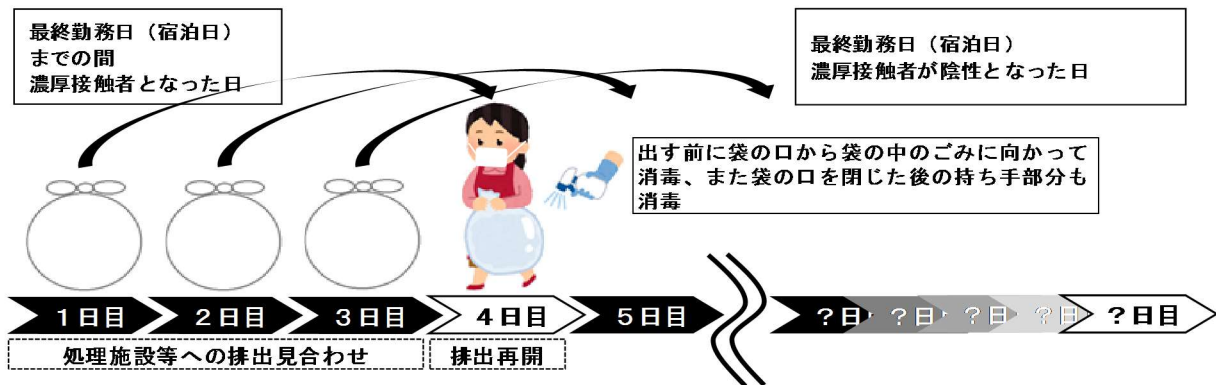 最終勤務日（宿泊日）
までの間
濃厚接触者となった日
最終勤務日（宿泊日）
濃厚接触者が陰性となった日
出す前に袋の口から袋の中のごみに向かって
消毒、また袋の口を閉じた後の持ち手部分も
消毒
1日目
2日目
3日目
4日目
5日目
?日
?日
?日
?日
?日目
処理施設等への排出見合わせ
排出再開